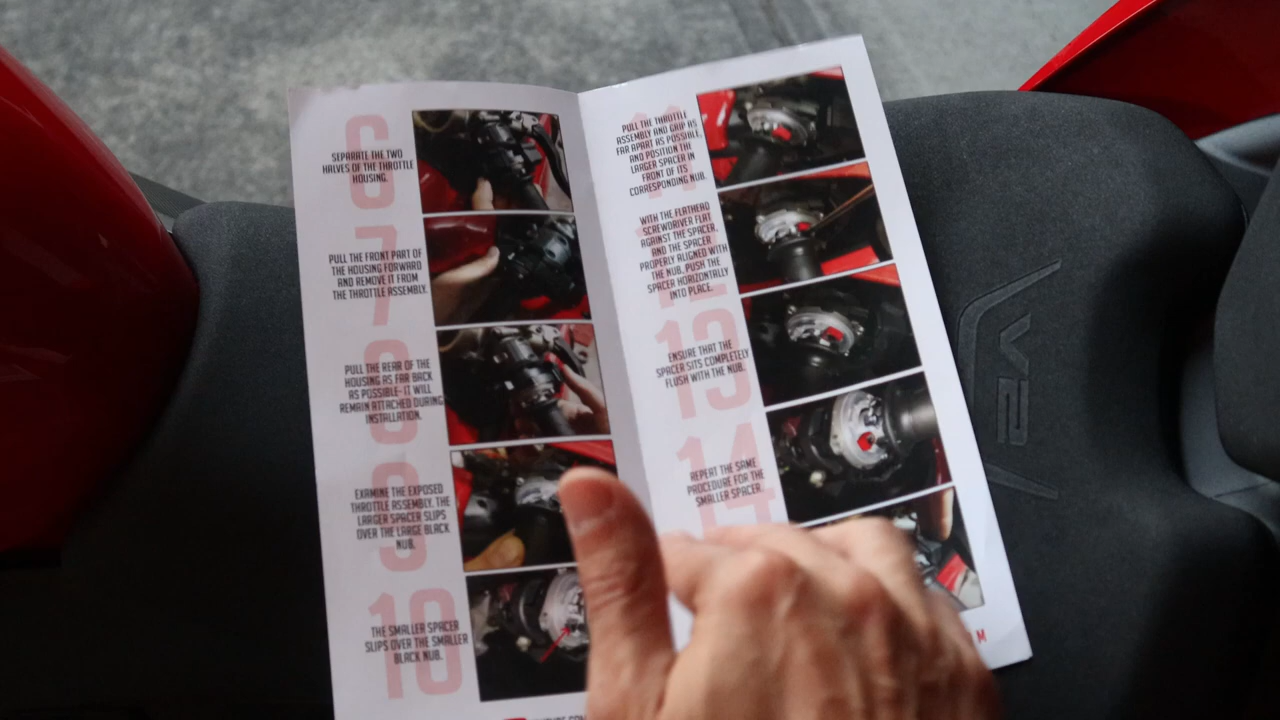 6
SEPARATE THE TWO
HALVES OF THE THROTTLE
HOUSING.
7
PULL THE FRONT PART OF
THE HOUSING FORWARD
AND REMOVE IT FROM
THE THROTTLE ASSEMBLY.
8
PULL THE REAR OF THE
HOUSING AS FAR BACK
AS POSSIBLE- IT WILL
REMAIN ATTACHED DURING
INSTALLATION.
9
EXAMINE THE EXPOSED
THROTTLE ASSEMBLY. THE
LARGER SPACER SLIPS
OVER THE LARGE BLACK
NUB.
10
THE SMALLER SPACER
SLIPS OVER THE SMALLER
BLACK NUB.
11
PULL THE THROTTLE
ASSEMBLY AND GRIP AS
FAR APART AS POSSIBLE,
AND POSITION THE
LARGER SPACER IN
FRONT OF ITS
CORRESPONDING NUB.
12
WITH THE FLATHEAD
SCREWDRIVER FLAT
AGAINST THE SPACER,
AND THE SPACER
PROPERLY ALIGNED WITH
THE NUB, PUSH THE
SPACER HORIZONTALLY
INTO PLACE.
13
ENSURE THAT THE
SPACER SITS COMPLETELY
FLUSH WITH THE NUB.
14
REPEAT THE SAME
PROCEDURE FOR THE
SMALLER SPACER.
M
V2